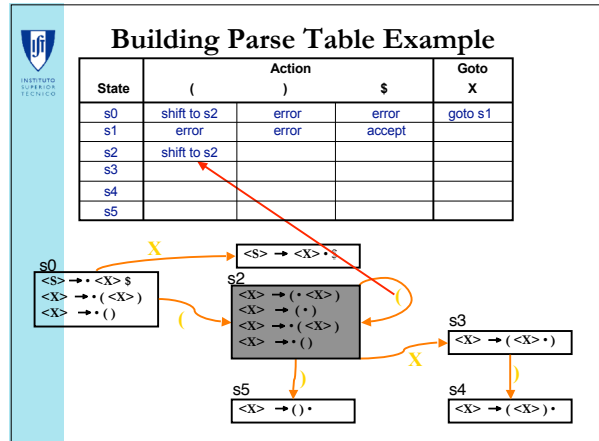 INSTITUTO
SUPERIOR
TECNICO
Building Parse Table Example
Action Goto
State ( ) $ X
s0 shift to s2 error error goto s1
s1 error error accept
s2 shift to s2
s3
s4
s5
X
<S> → <X> • $
s0
<S> → • <X> $
<X> → • ( <X> )
<X> → • ( )
(
s2
<X> → ( • <X> )
<X> → ( • )
<X> → • ( <X> )
<X> → • ( )
(
X
s3
<X> → ( <X> • )
)
s5
<X> → ( ) •
)
s4
<X> → ( <X> ) •